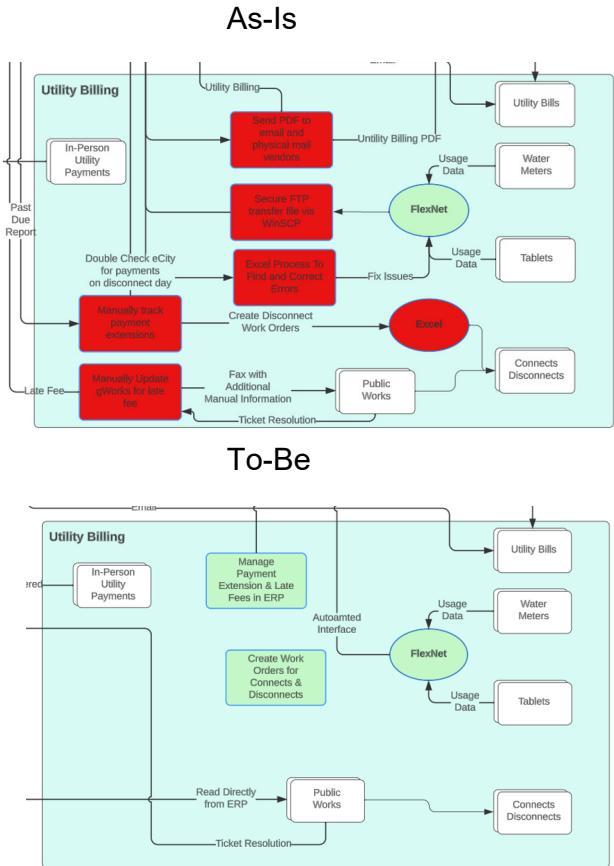 As-Is
Utility Billing
Utility Billing
Send PDF to
email and
physical mail
vendors
Untility Billing PDF
Utility Bills
In-Person
Utility
Payments
Usage
Data
Water
Meters
Past
Due
Report
Secure FTP
transfer file via
WinSCP
FlexNet
Double Check eCity
for payments
on disconnect day
Excel Process To
Find and Correct
Errors
Fix Issues
Usage
Data
Tablets
Manually track
payment
extensions
Create Disconnect
Work Orders
Excel
Connects
Disconnects
Late Fee
Manually Update
gWorks for late
fee
Fax with
Additional
Manual Information
Public
Works
Ticket Resolution
To-Be
Email
Utility Billing
Utility Bills
In-Person
Utility
Payments
Manage
Payment
Extension & Late
Fees in ERP
Autoamted
Interface
Usage
Data
Water
Meters
FlexNet
Create Work
Orders for
Connects &
Disconnects
Usage
Data
Tablets
Read Directly
from ERP
Public
Works
Connects
Disconnects
Ticket Resolution